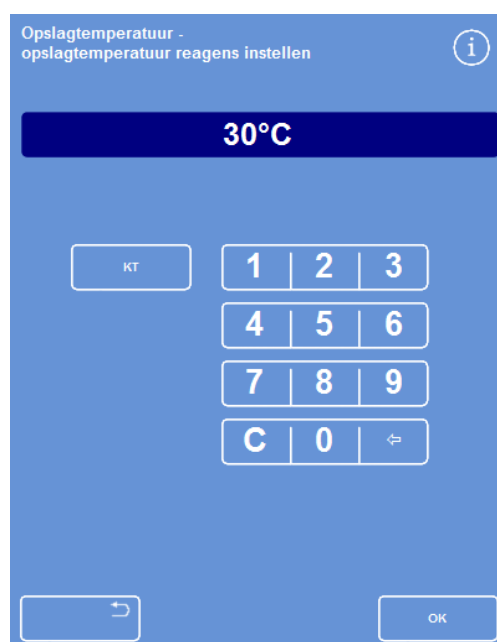 Opslagtemperatuur -
opslagtemperatuur reagens instellen
i
30°C
KT
1 | 2 | 3
4 | 5 | 6
7 | 8 | 9
C | 0 | ⇦
OK